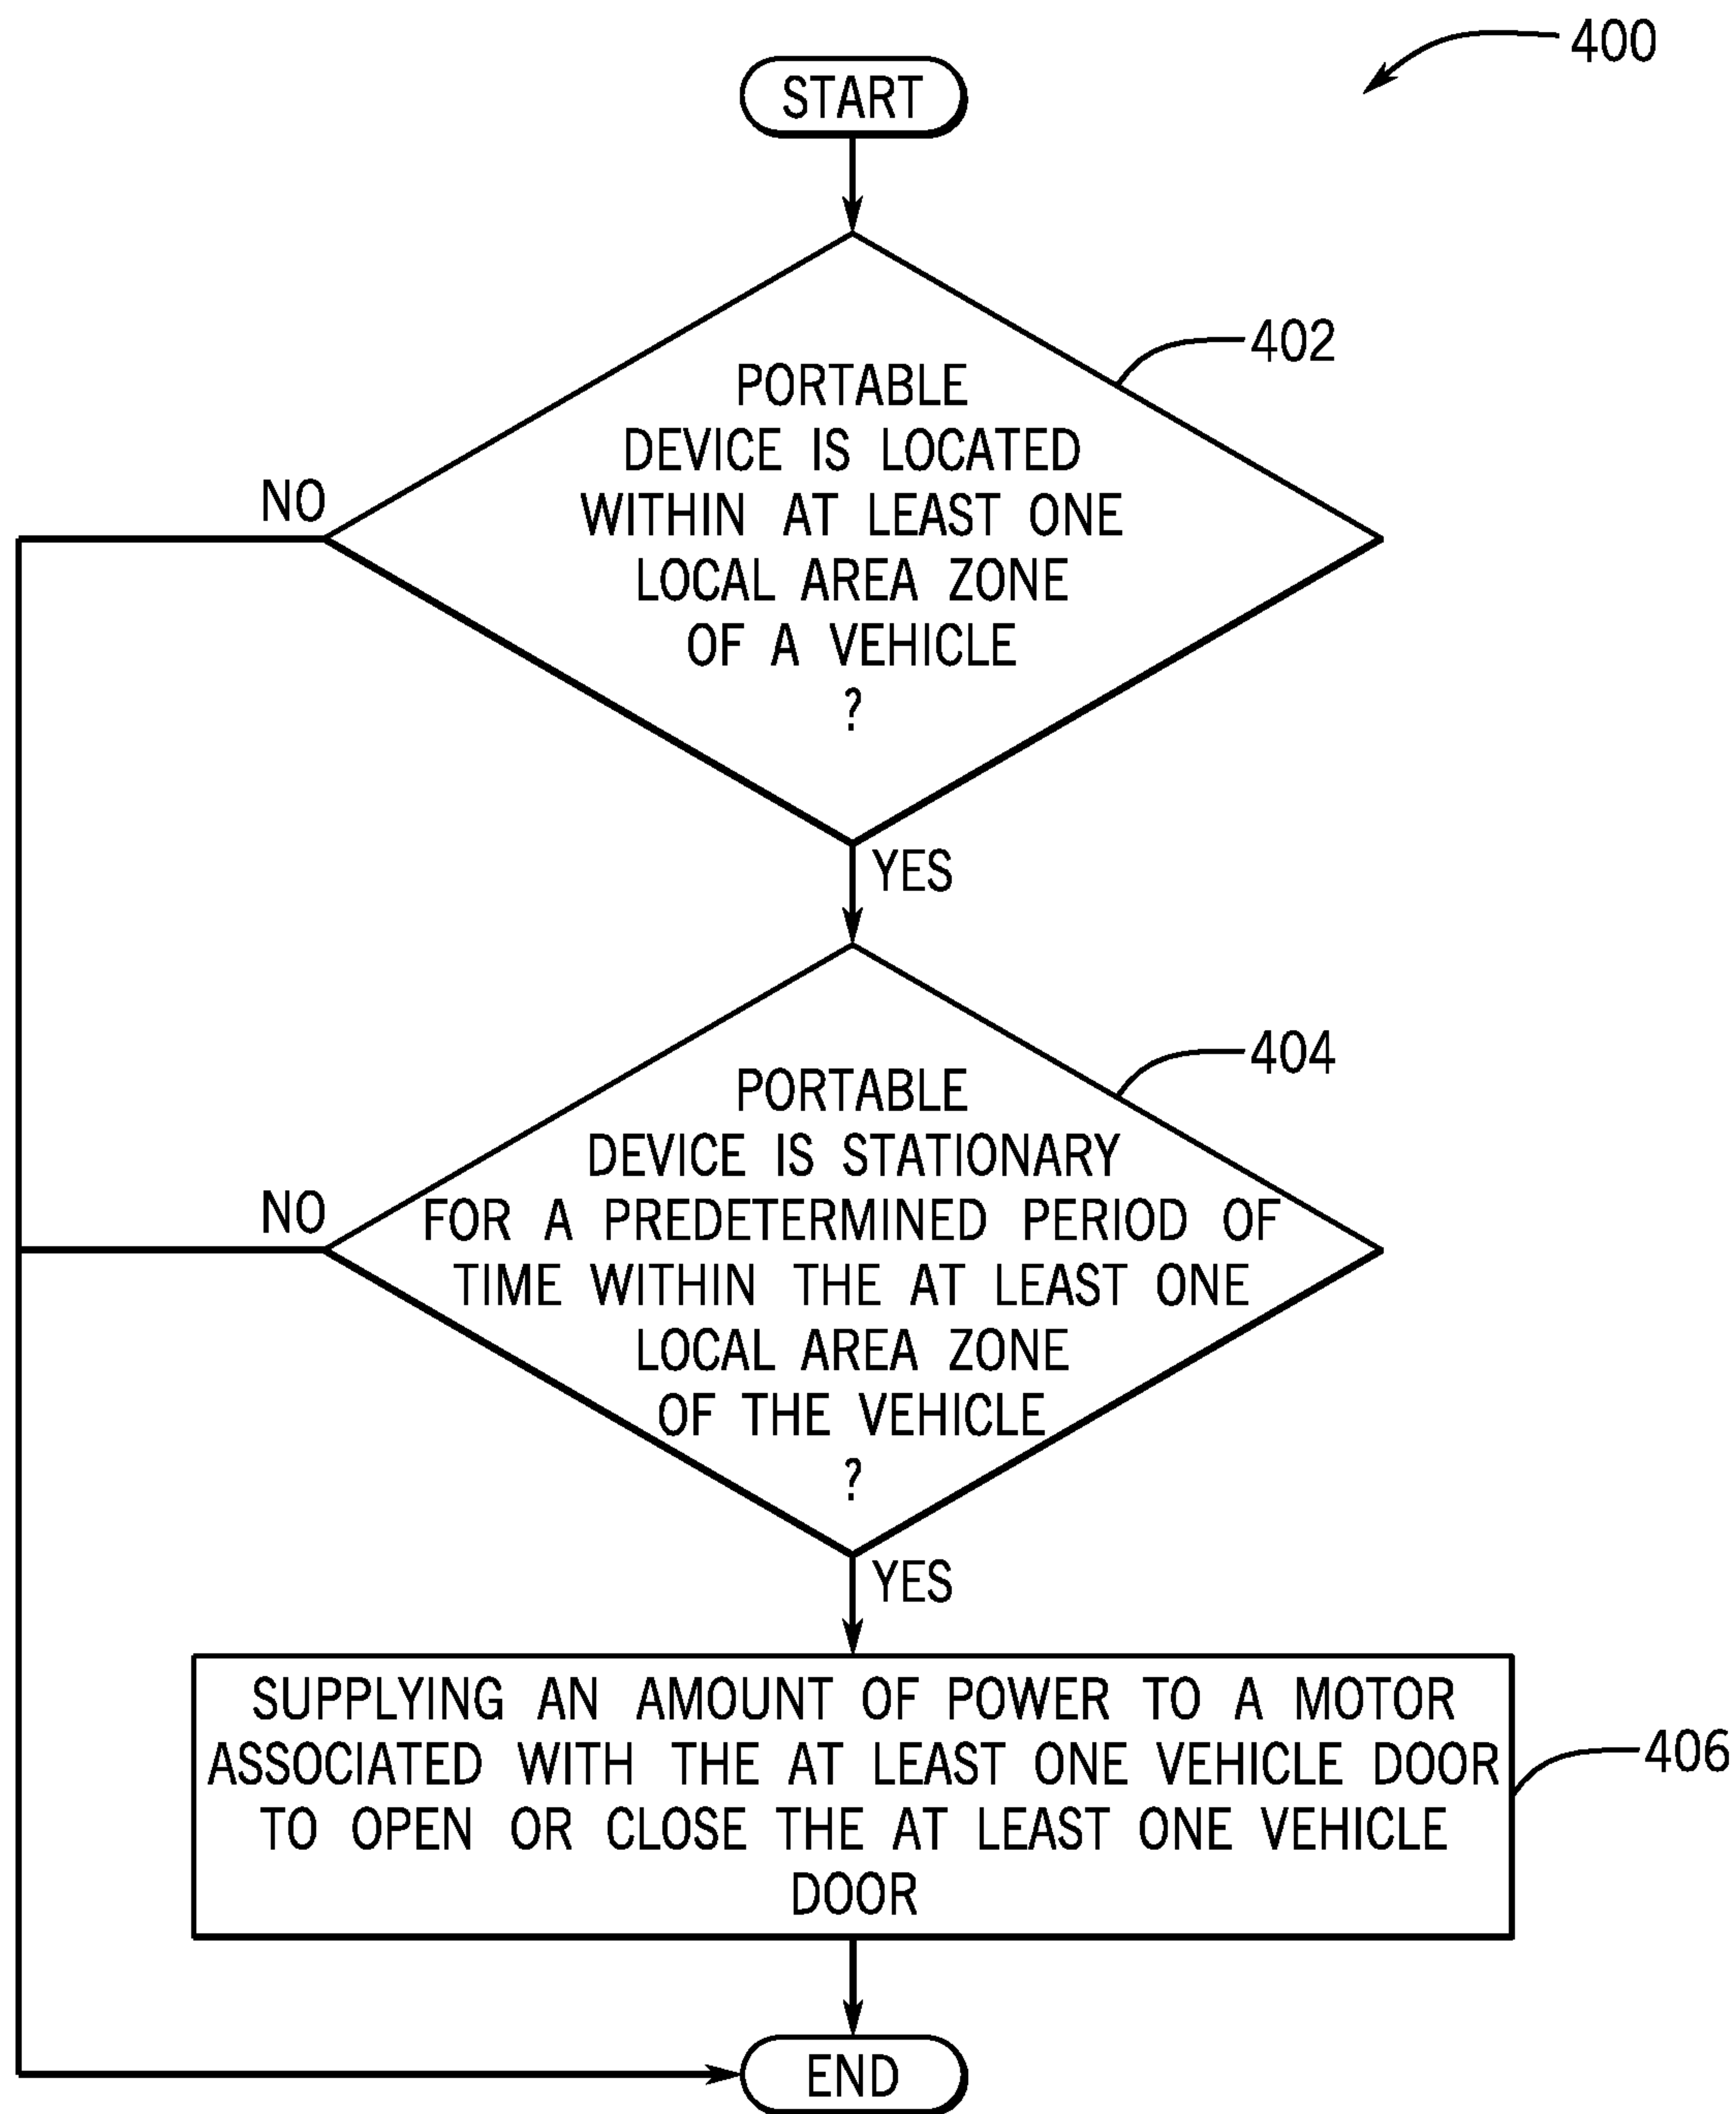 400
START
402
PORTABLE
DEVICE IS LOCATED
WITHIN AT LEAST ONE
LOCAL AREA ZONE
OF A VEHICLE
?
NO
YES
404
PORTABLE
DEVICE IS STATIONARY
FOR A PREDETERMINED PERIOD OF
TIME WITHIN THE AT LEAST ONE
LOCAL AREA ZONE
OF THE VEHICLE
?
NO
YES
SUPPLYING AN AMOUNT OF POWER TO A MOTOR
ASSOCIATED WITH THE AT LEAST ONE VEHICLE DOOR
TO OPEN OR CLOSE THE AT LEAST ONE VEHICLE
DOOR
406
END